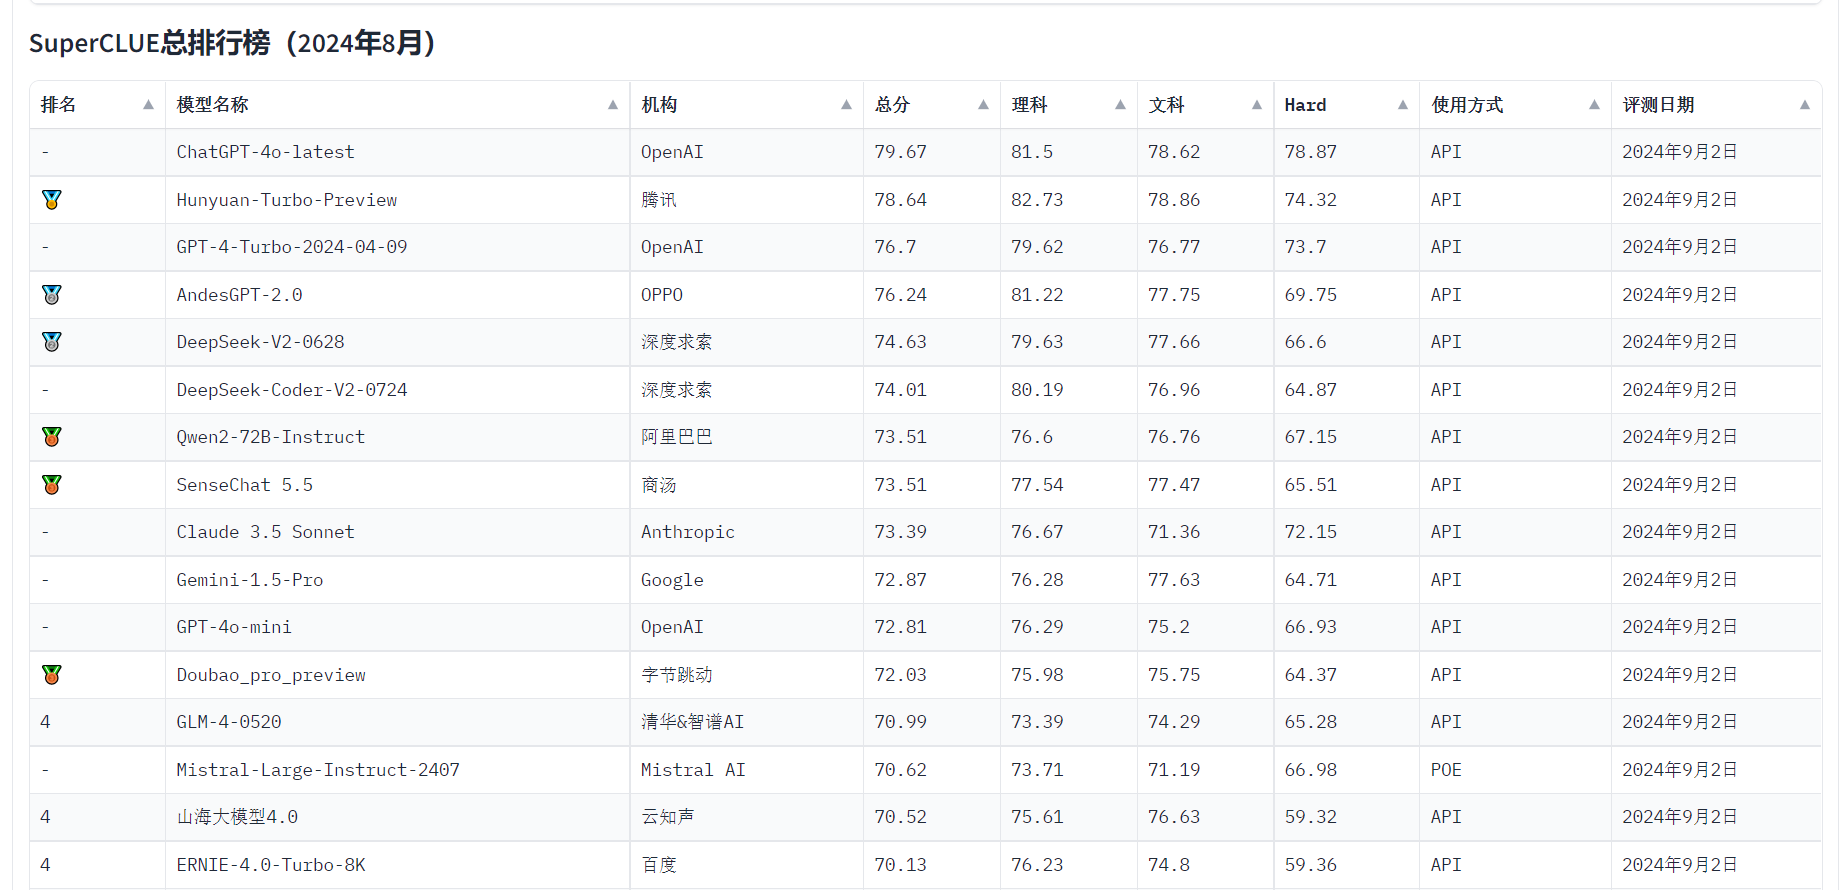 SuperCLUE总排行榜（2024年8月）
排名 ▲ 模型名称 ▲ 机构 ▲ 总分 ▲ 理科 ▲ 文科 ▲ Hard ▲ 使用方式 ▲ 评测日期 ▲
- ChatGPT-4o-latest OpenAI 79.67 81.5 78.62 78.87 API 2024年9月2日
🏅 Hunyuan-Turbo-Preview 腾讯 78.64 82.73 78.86 74.32 API 2024年9月2日
- GPT-4-Turbo-2024-04-09 OpenAI 76.7 79.62 76.77 73.7 API 2024年9月2日
🥈 AndesGPT-2.0 OPPO 76.24 81.22 77.75 69.75 API 2024年9月2日
🥈 DeepSeek-V2-0628 深度求索 74.63 79.63 77.66 66.6 API 2024年9月2日
- DeepSeek-Coder-V2-0724 深度求索 74.01 80.19 76.96 64.87 API 2024年9月2日
🥉 Qwen2-72B-Instruct 阿里巴巴 73.51 76.6 76.76 67.15 API 2024年9月2日
🥉 SenseChat 5.5 商汤 73.51 77.54 77.47 65.51 API 2024年9月2日
- Claude 3.5 Sonnet Anthropic 73.39 76.67 71.36 72.15 API 2024年9月2日
- Gemini-1.5-Pro Google 72.87 76.28 77.63 64.71 API 2024年9月2日
- GPT-4o-mini OpenAI 72.81 76.29 75.2 66.93 API 2024年9月2日
🥉 Doubao_pro_preview 字节跳动 72.03 75.98 75.75 64.37 API 2024年9月2日
4 GLM-4-0520 清华&智谱AI 70.99 73.39 74.29 65.28 API 2024年9月2日
- Mistral-Large-Instruct-2407 Mistral AI 70.62 73.71 71.19 66.98 POE 2024年9月2日
4 山海大模型4.0 云知声 70.52 75.61 76.63 59.32 API 2024年9月2日
4 ERNIE-4.0-Turbo-8K 百度 70.13 76.23 74.8 59.36 API 2024年9月2日